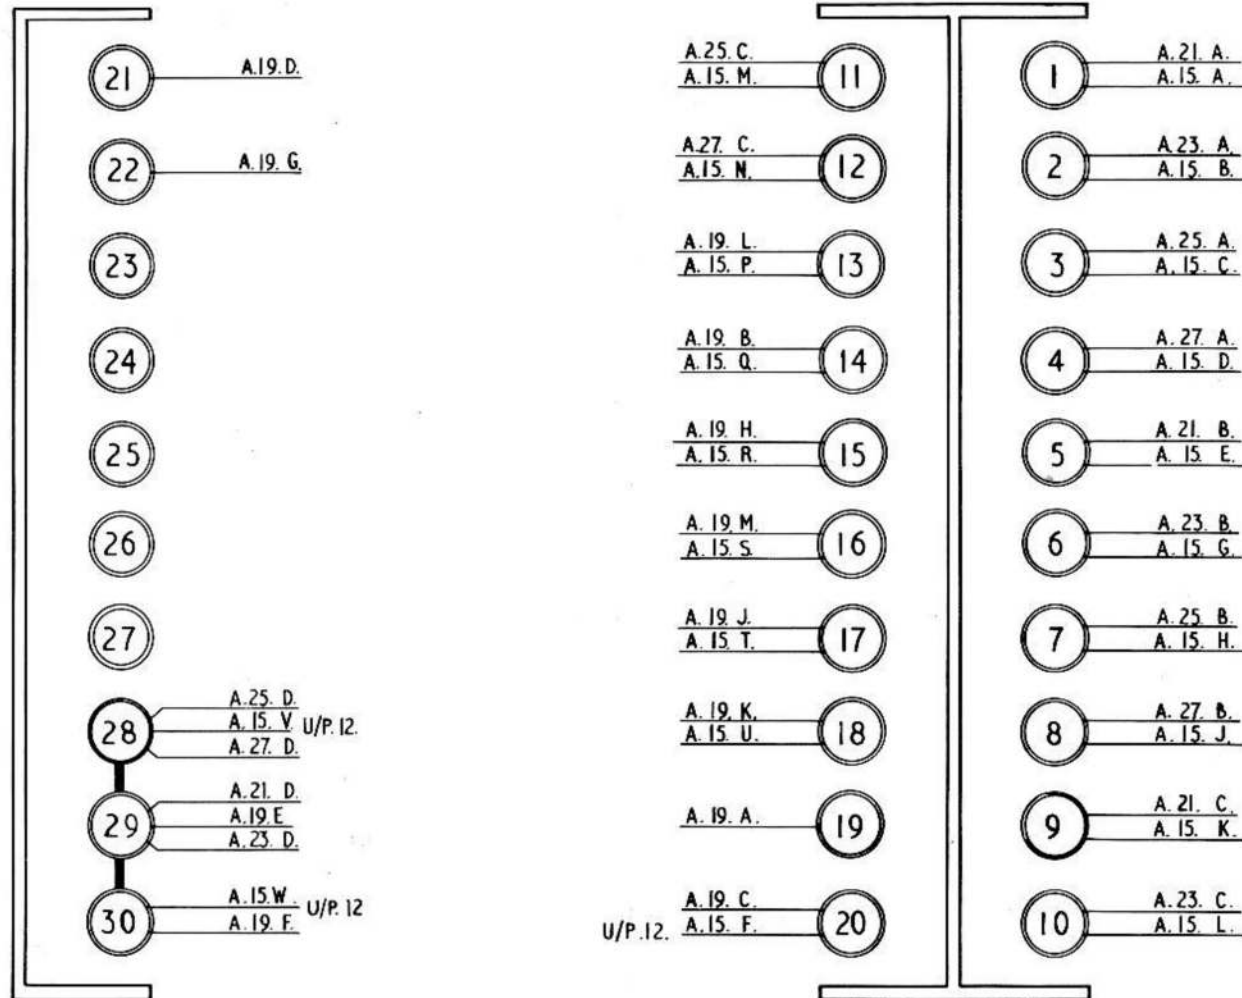 21 A.19.D.
22 A.19.G.
23
24
25
26
27
A.25.D.
28 A.15.V. U/P.12.
A.27.D.
A.21.D.
29 A.19.E
A.23.D.
A.15.W. U/P.12
30
A.19.F.
A.25.C.
A.15.M.
11
A.27.C.
A.15.N.
12
A.19.L.
A.15.P.
13
A.19.B.
A.15.Q.
14
A.19.H.
A.15.R.
15
A.19.M.
A.15.S.
16
A.19.J.
A.15.T.
17
A.19.K.
A.15.U.
18
A.19.A. 19
A.19.C.
U/P.12. A.15.F.
20
1
A.21.A.
A.15.A.
2
A.23.A.
A.15.B.
3
A.25.A.
A.15.C.
4
A.27.A.
A.15.D.
5
A.21.B.
A.15.E.
6
A.23.B.
A.15.G.
7
A.25.B.
A.15.H.
8
A.27.B.
A.15.J.
9
A.21.C.
A.15.K.
10
A.23.C.
A.15.L.